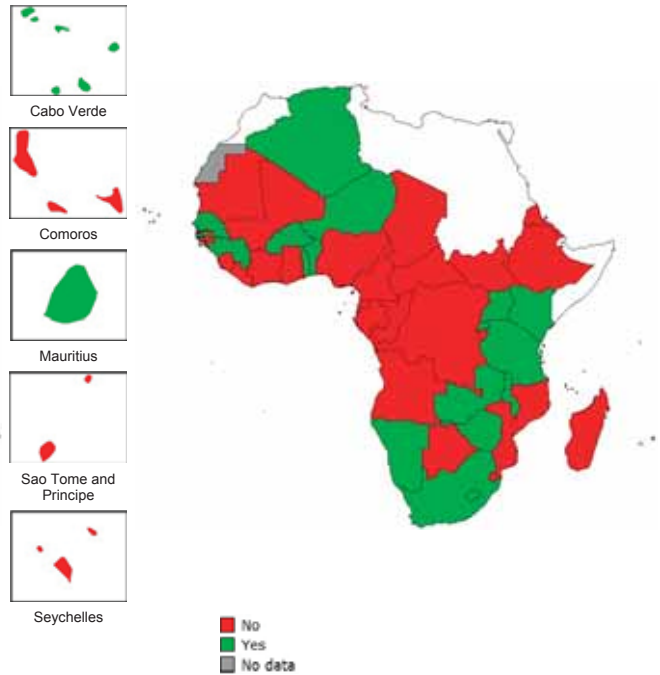 Cabo Verde
Comoros
Mauritius
Sao Tome and
Principe
Seychelles
No
Yes
No data